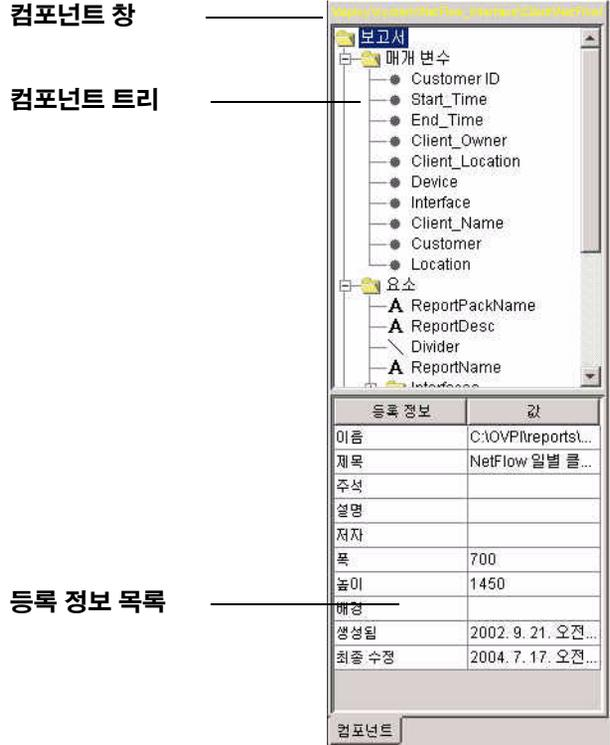 컴포넌트 창
컴포넌트 트리
등록 정보 목록
보고서
매개 변수
Customer ID
Start_Time
End_Time
Client_Owner
Client_Location
Device
Interface
Client_Name
Customer
Location
요소
A ReportPackName
A ReportDesc
Divider
A ReportName
Interfaces
등록 정보 값
이름 C:\OVPI\reports\...
제목 NetFlow 일별 클...
주석
설명
저자
폭 700
높이 1450
배경
생성됨 2002. 9. 21. 오전...
최종 수정 2004. 7. 17. 오전...
컴포넌트